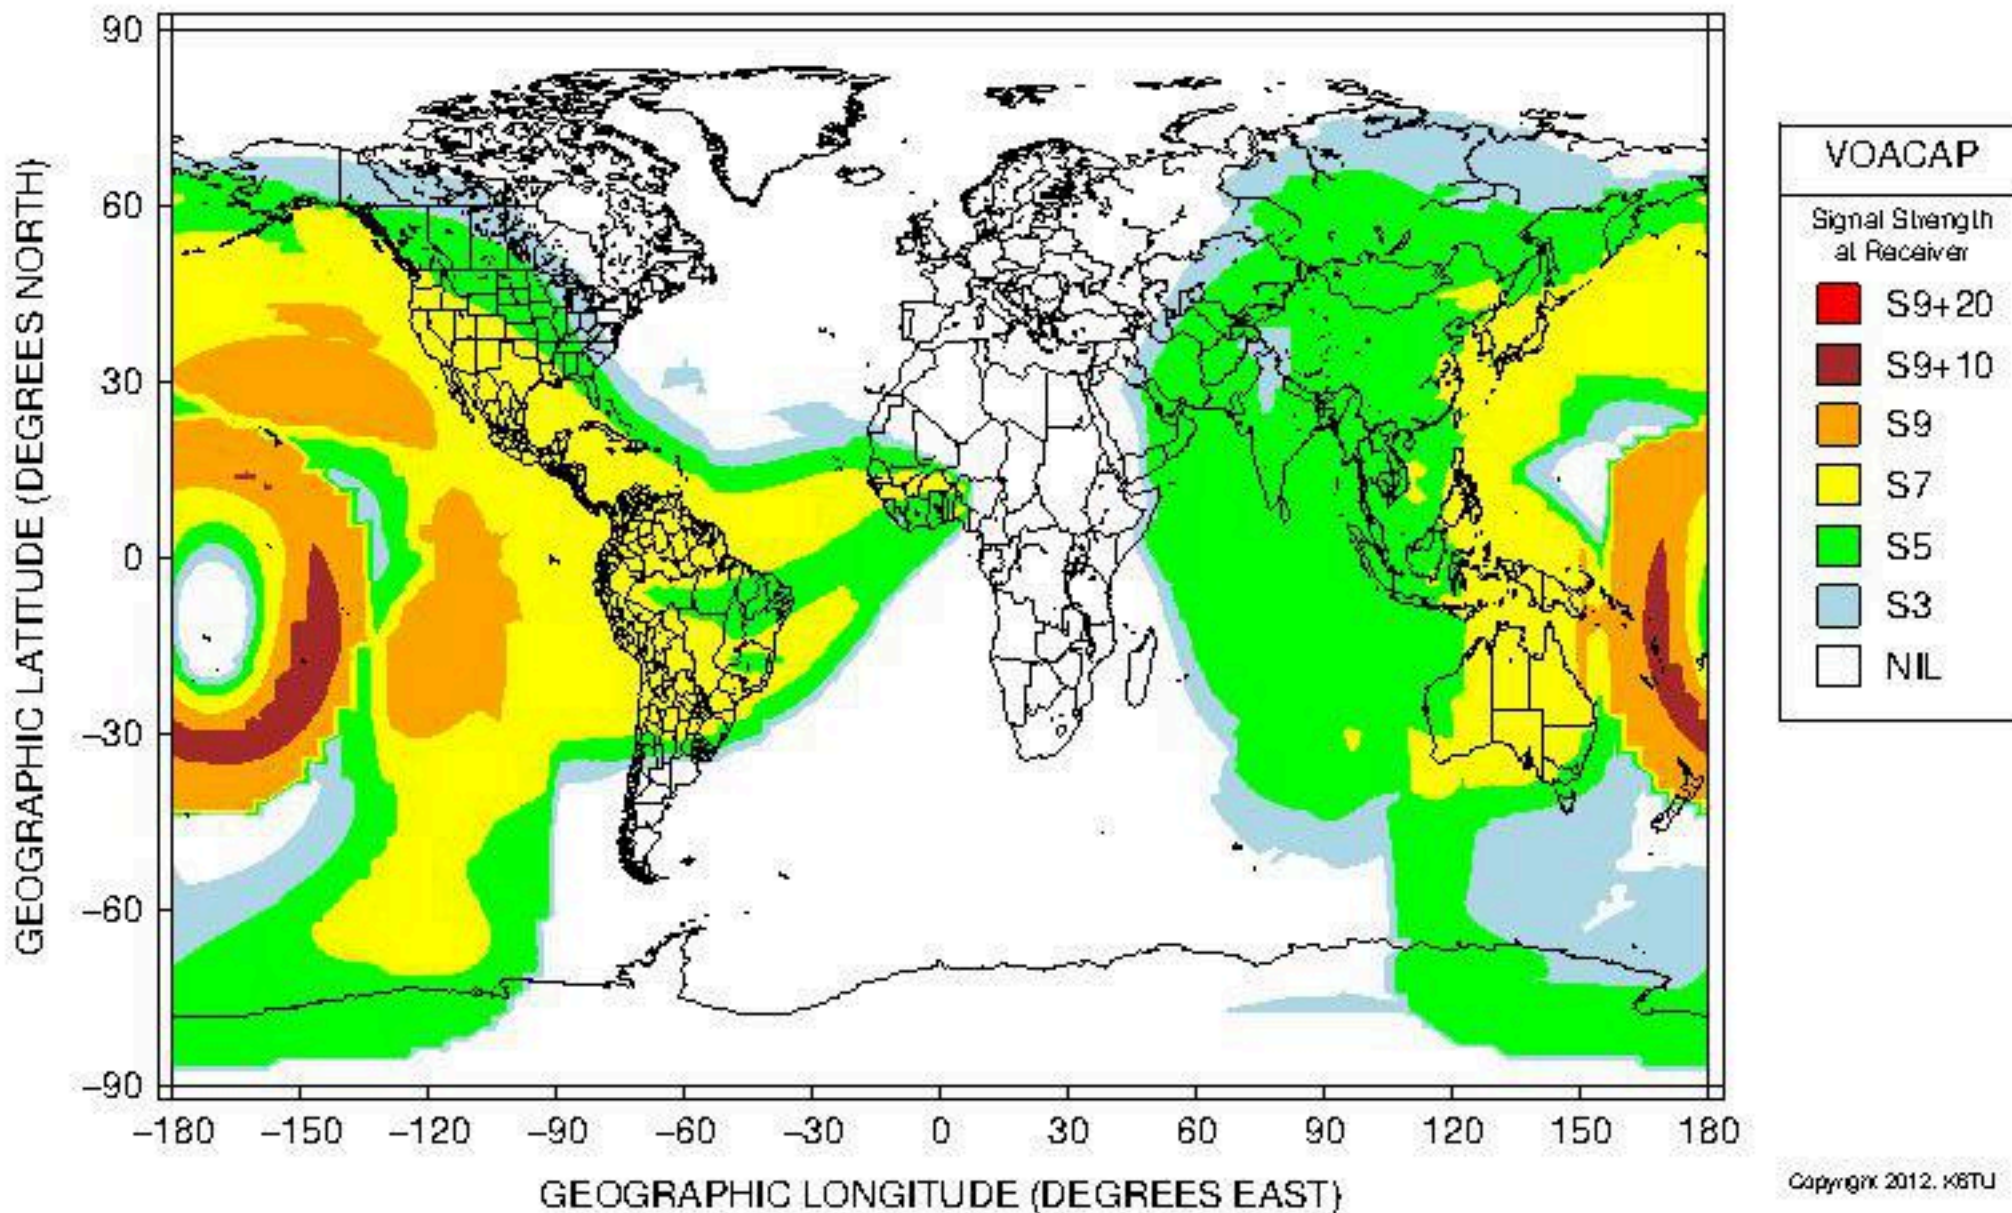 90
60
30
0
−30
−60
−90
GEOGRAPHIC LATITUDE (DEGREES NORTH)
−180 −150 −120 −90 −60 −30 0 30 60 90 120 150 180
GEOGRAPHIC LONGITUDE (DEGREES EAST)
VOACAP
Signal Strength
at Receiver
S9+20
S9+10
S9
S7
S5
S3
NIL
Copyright 2012, K6TU